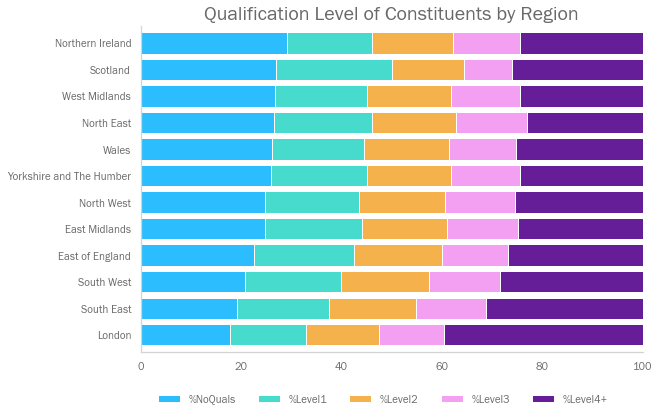 Qualification Level of Constituents by Region
Northern Ireland
Scotland
West Midlands
North East
Wales
Yorkshire and The Humber
North West
East Midlands
East of England
South West
South East
London
0 20 40 60 80 100
%NoQuals %Level1 %Level2 %Level3 %Level4+